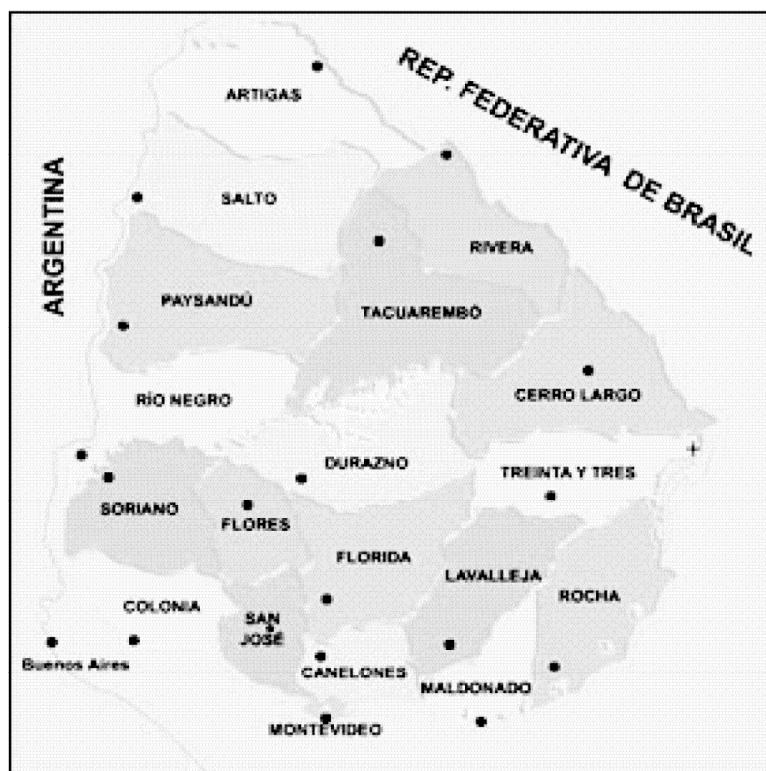 REP. FEDERATIVA DE BRASIL
ARTIGAS
ARGENTINA
SALTO
RIVERA
PAYSANDÚ
TACUAREMBÓ
RÍO NEGRO
CERRO LARGO
DURAZNO
TREINTA Y TRES
SORIANO
FLORES
FLORIDA
LAVALLEJA
ROCHA
COLONIA
SAN
JOSÉ
Buenos Aires
CANELONES
MALDONADO
MONTEVIDEO